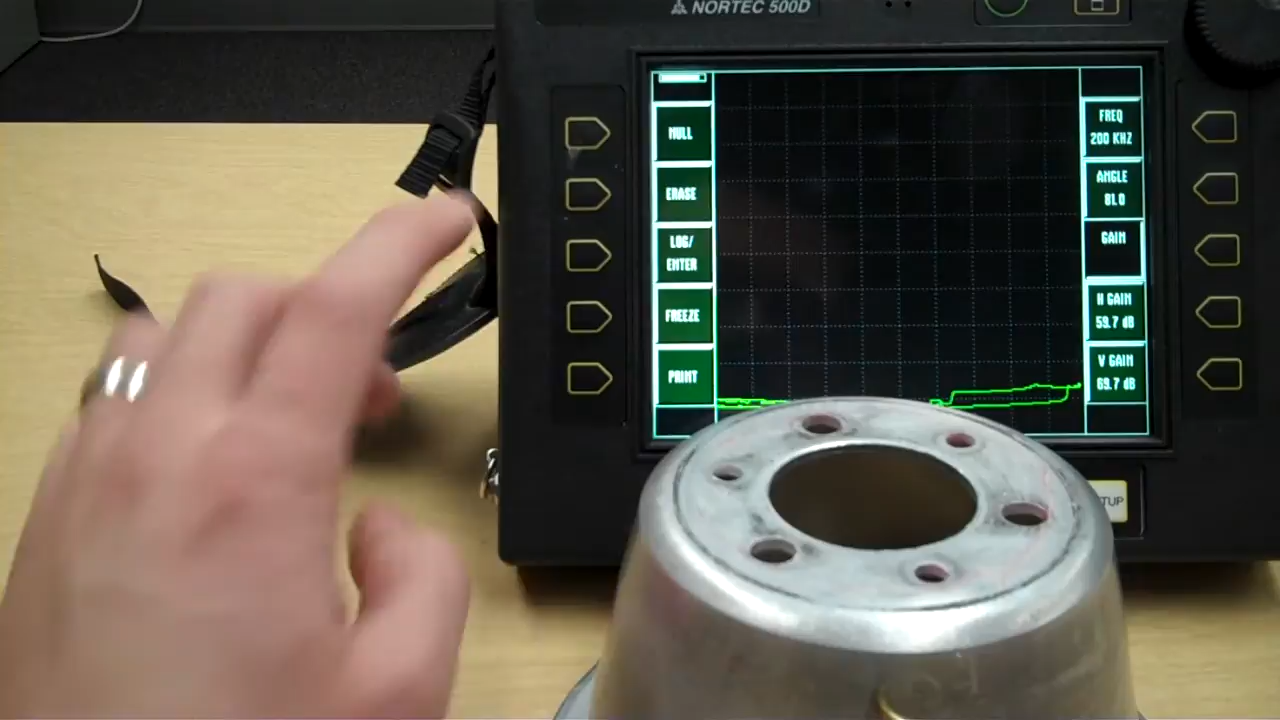 NORTEC 500D
NULL
ERASE
LOG/
ENTER
FREEZE
PRINT
FREQ
200 KHZ
ANGLE
81.0
GAIN
H GAIN
59.7 dB
V GAIN
69.7 dB
TUP